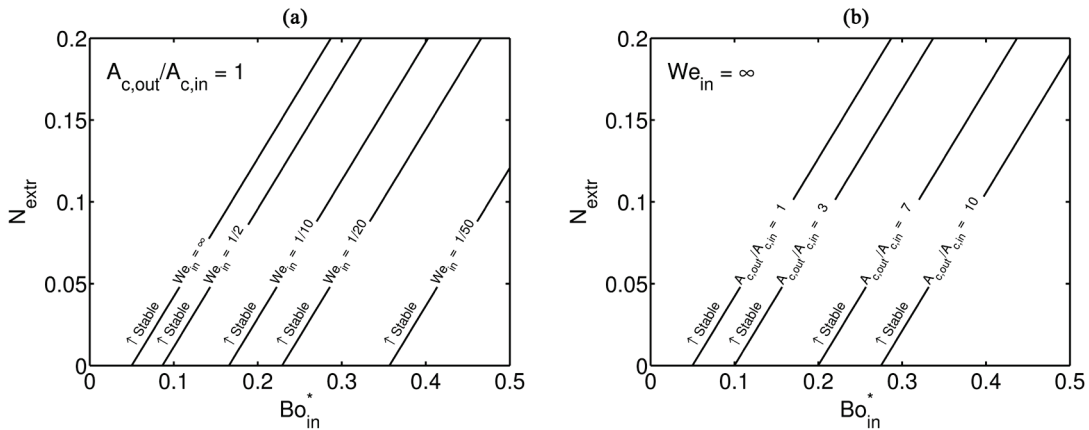 (a)
A_c,out/A_c,in = 1
N_extr
0.2
0.15
0.1
0.05
0
↑ Stable
We_in = ∞
↑ Stable
We_in = 1/2
↑ Stable
We_in = 1/10
↑ Stable
We_in = 1/20
↑ Stable
We_in = 1/50
0 0.1 0.2 0.3 0.4 0.5
Bo*_in
(b)
We_in = ∞
N_extr
0.2
0.15
0.1
0.05
0
↑ Stable
A_c,out/A_c,in = 1
↑ Stable
A_c,out/A_c,in = 3
↑ Stable
A_c,out/A_c,in = 7
↑ Stable
A_c,out/A_c,in = 10
0 0.1 0.2 0.3 0.4 0.5
Bo*_in